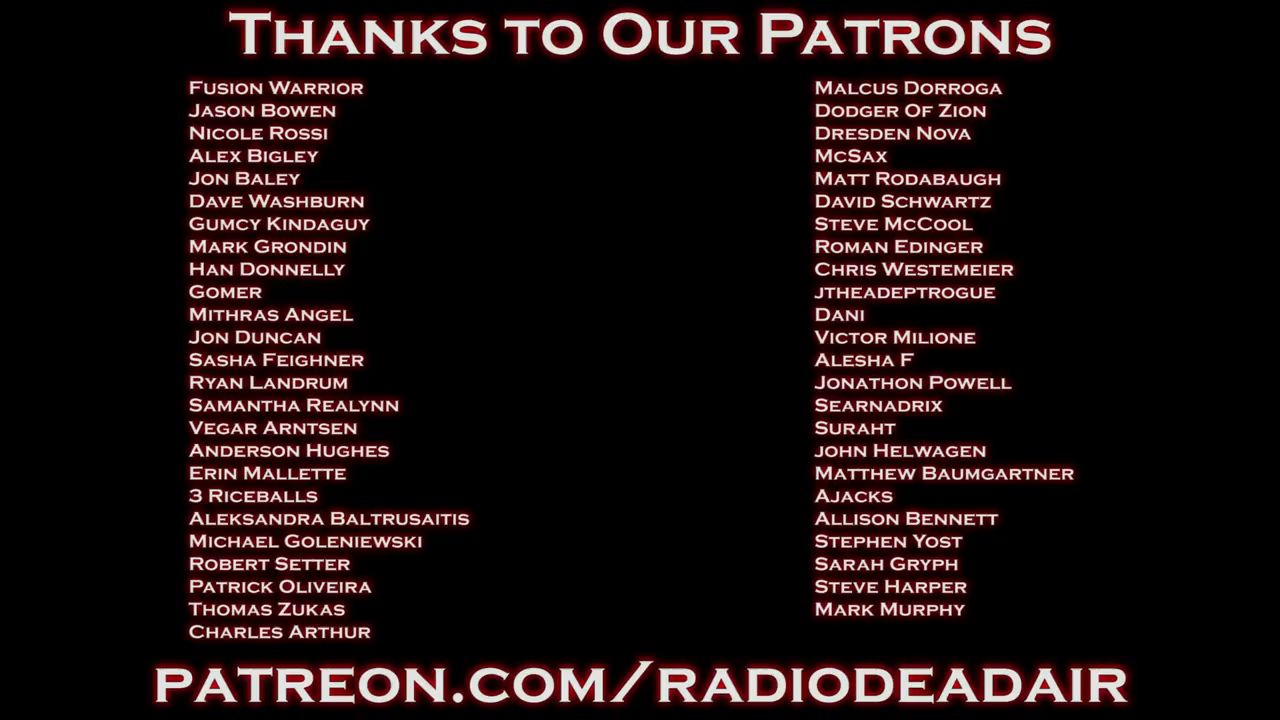 Thanks to Our Patrons
Fusion Warrior
Jason Bowen
Nicole Rossi
Alex Bigley
Jon Baley
Dave Washburn
Gumcy Kindaguy
Mark Grondin
Han Donnelly
Gomer
Mithras Angel
Jon Duncan
Sasha Feighner
Ryan Landrum
Samantha Realynn
Vegar Arntsen
Anderson Hughes
Erin Mallette
3 Riceballs
Aleksandra Baltrusaitis
Michael Goleniewski
Robert Setter
Patrick Oliveira
Thomas Zukas
Charles Arthur
Malcus Dorroga
Dodger Of Zion
Dresden Nova
McSax
Matt Rodabaugh
David Schwartz
Steve McCool
Roman Edinger
Chris Westemeier
jtheadeptrogue
Dani
Victor Milione
Alesha F
Jonathon Powell
Searnadrix
Suraht
john Helwagen
Matthew Baumgartner
Ajacks
Allison Bennett
Stephen Yost
Sarah Gryph
Steve Harper
Mark Murphy
patreon.com/radiodeadair